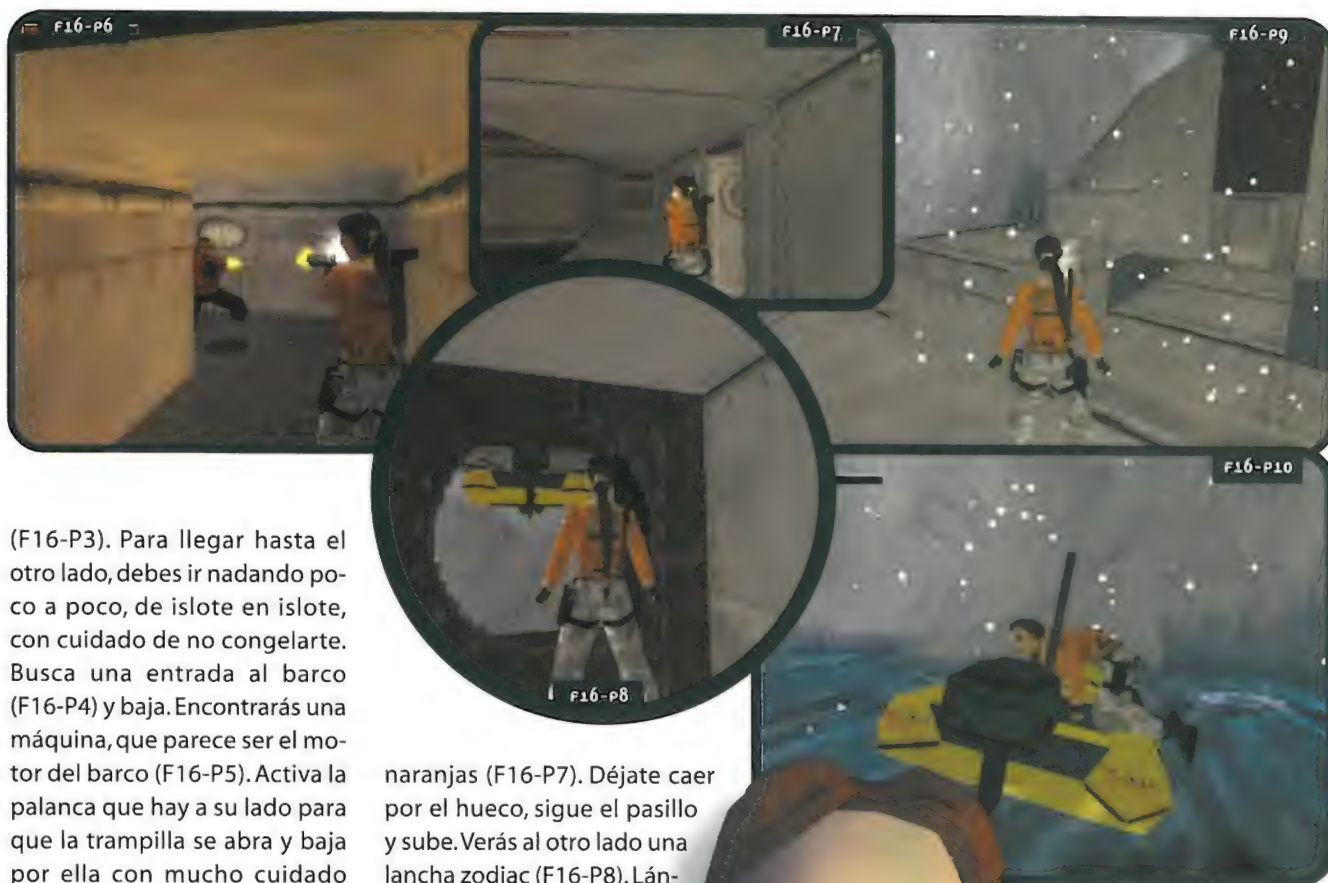 F16-P6
F16-P7
F16-P9
F16-P8
F16-P10
(F16-P3). Para llegar hasta el
otro lado, debes ir nadando po-
co a poco, de islote en islote,
con cuidado de no congelarte.
Busca una entrada al barco
(F16-P4) y baja. Encontrarás una
máquina, que parece ser el mo-
tor del barco (F16-P5). Activa la
palanca que hay a su lado para
que la trampilla se abra y baja
por ella con mucho cuidado
naranjas (F16-P7). Déjate caer
por el hueco, sigue el pasillo
y sube. Verás al otro lado una
lancha zodiac (F16-P8). Lán-